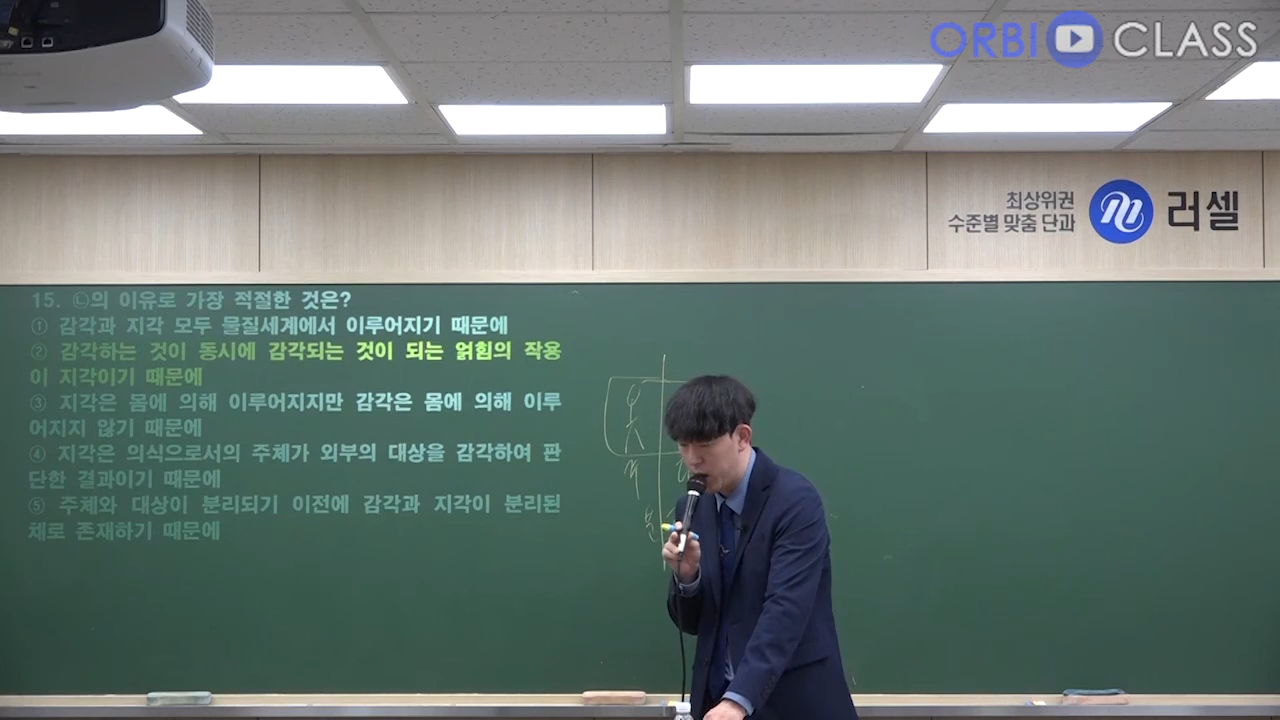 ORBI CLASS
최상위권
수준별 맞춤 단과
러셀
15. ㉡의 이유로 가장 적절한 것은?
① 감각과 지각 모두 물질세계에서 이루어지기 때문에
② 감각하는 것이 동시에 감각되는 것이 되는 얽힘의 작용
이 지각이기 때문에
③ 지각은 몸에 의해 이루어지지만 감각은 몸에 의해 이루
어지지 않기 때문에
④ 지각은 의식으로서의 주체가 외부의 대상을 감각하여 판
단한 결과이기 때문에
⑤ 주체와 대상이 분리되기 이전에 감각과 지각이 분리된
채로 존재하기 때문에